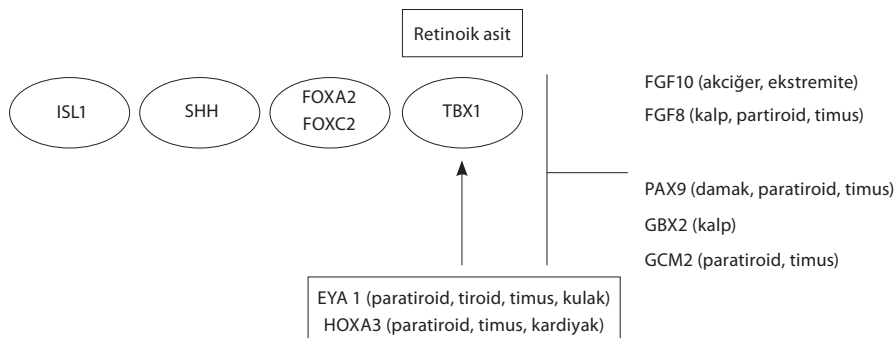 Retinoik asit
ISL1
SHH
FOXA2
FOXC2
TBX1
FGF10 (akciğer, ekstremite)
FGF8 (kalp, partiroid, timus)
PAX9 (damak, paratiroid, timus)
GBX2 (kalp)
GCM2 (paratiroid, timus)
EYA 1 (paratiroid, tiroid, timus, kulak)
HOXA3 (paratiroid, timus, kardiyak)